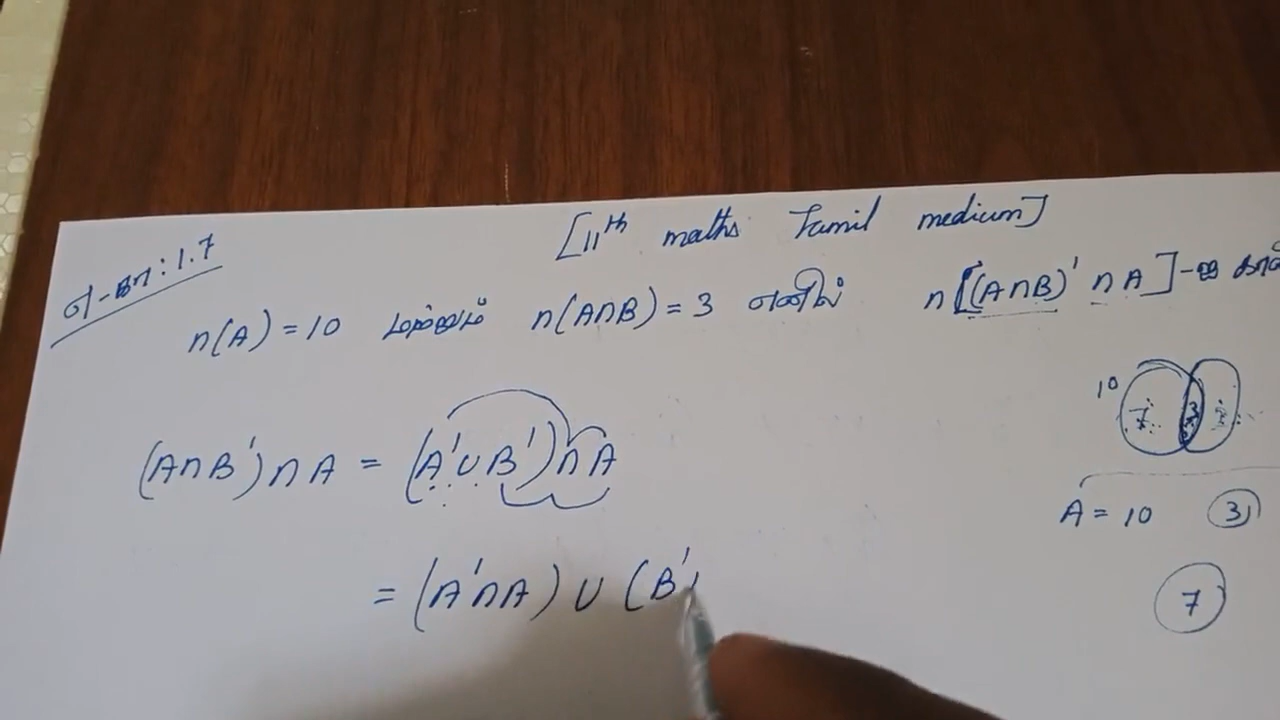 [11th maths Tamil medium]
எ-கா: 1.7
n(A) = 10 மற்றும் n(A∩B) = 3 எனில் n[(A∩B)' ∩ A] -ஐ காண்
(A∩B')∩A = (A'∪B')∩A
= (A'∩A) ∪ (B'
10
7 3
A = 10 3
7